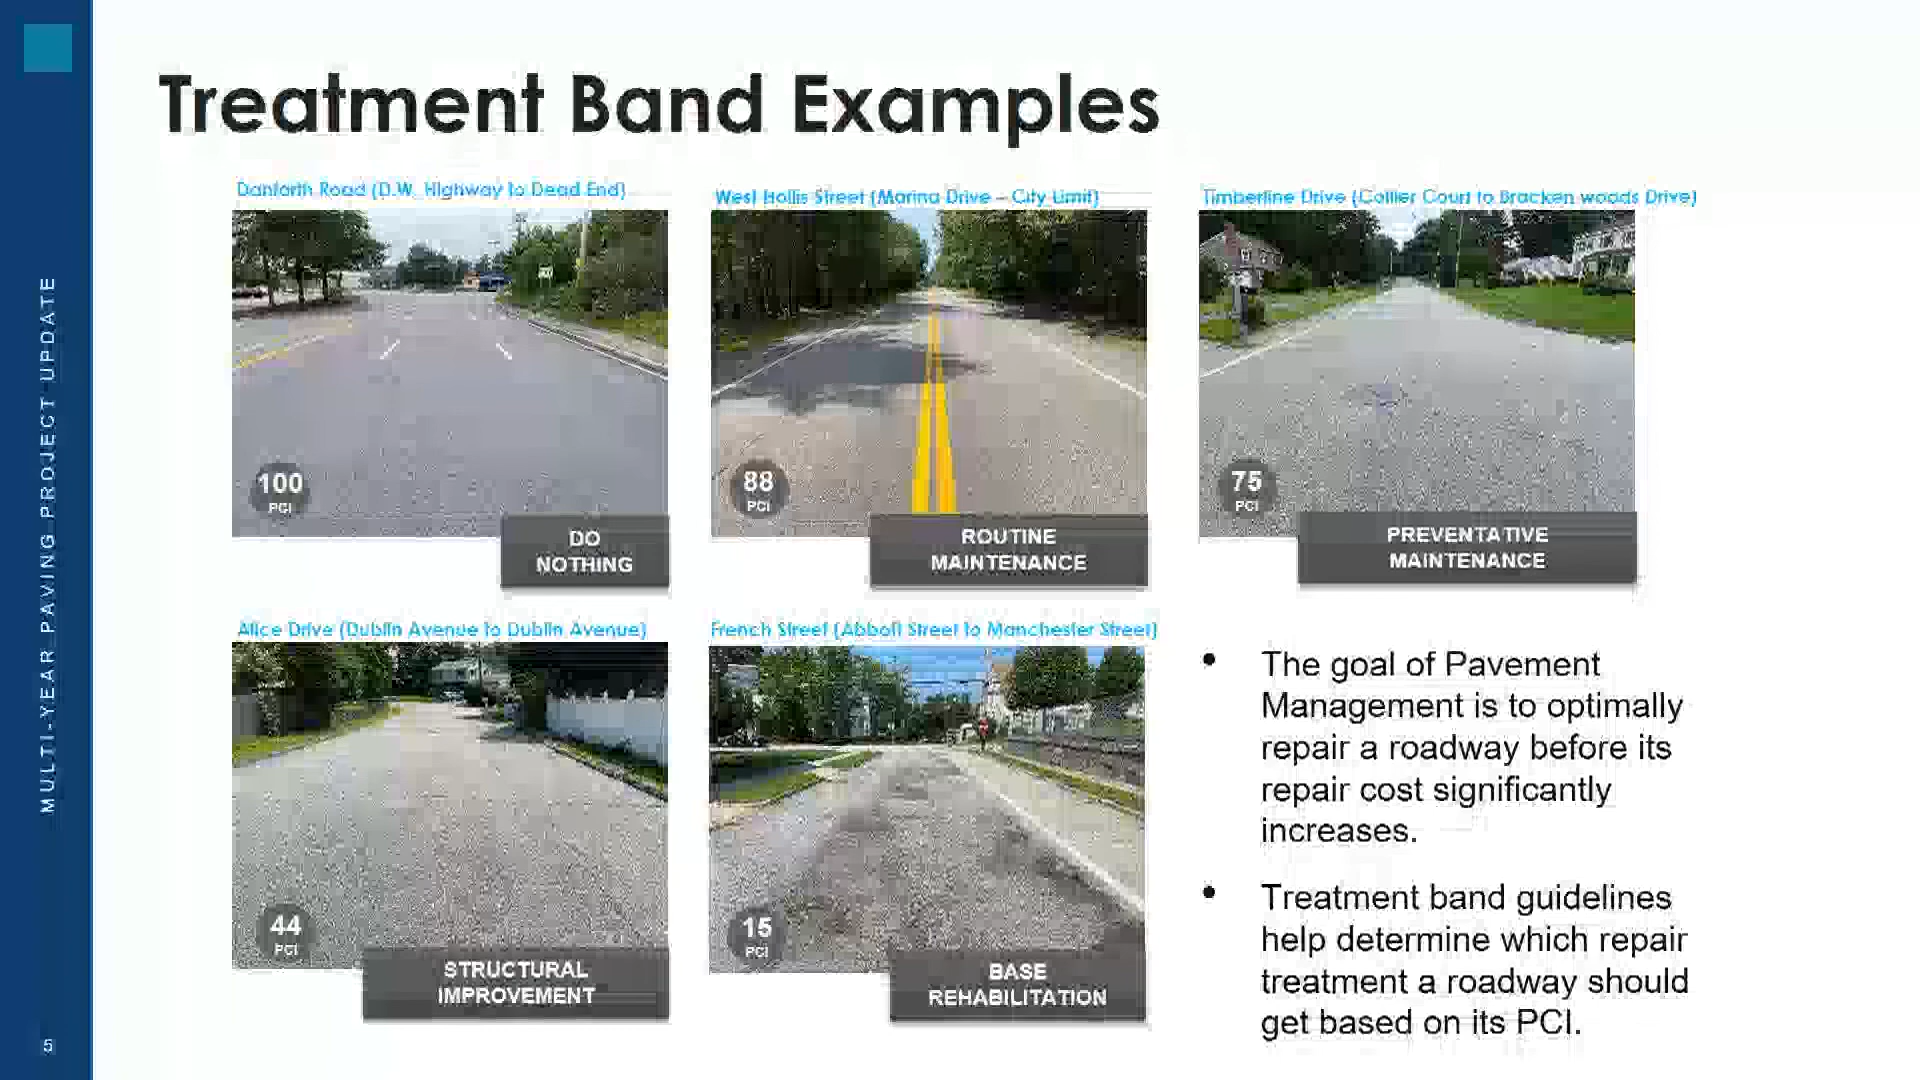 Treatment Band Examples
Danforth Road (D.W. Highway to Dead End)
100
PCI
DO
NOTHING
West Hollis Street (Marina Drive – City Limit)
88
PCI
ROUTINE
MAINTENANCE
Timberline Drive (Collier Court to Bracken woods Drive)
75
PCI
PREVENTATIVE
MAINTENANCE
Alice Drive (Dublin Avenue to Dublin Avenue)
44
PCI
STRUCTURAL
IMPROVEMENT
French Street (Abbott Street to Manchester Street)
15
PCI
BASE
REHABILITATION
• The goal of Pavement
Management is to optimally
repair a roadway before its
repair cost significantly
increases.
• Treatment band guidelines
help determine which repair
treatment a roadway should
get based on its PCI.
MULTI-YEAR PAVING PROJECT UPDATE
5